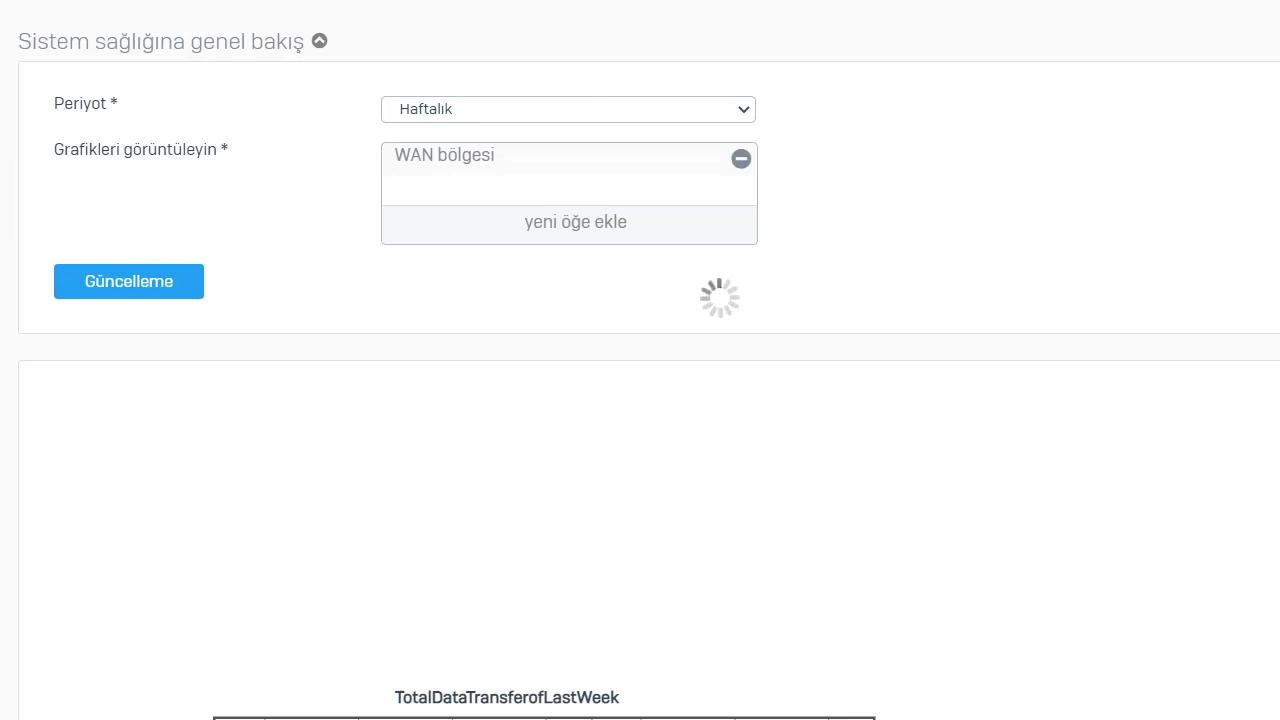 Sistem sağlığına genel bakış
Periyot *
Haftalık
Grafikleri görüntüleyin *
WAN bölgesi
yeni öğe ekle
Güncelleme
TotalDataTransferofLastWeek